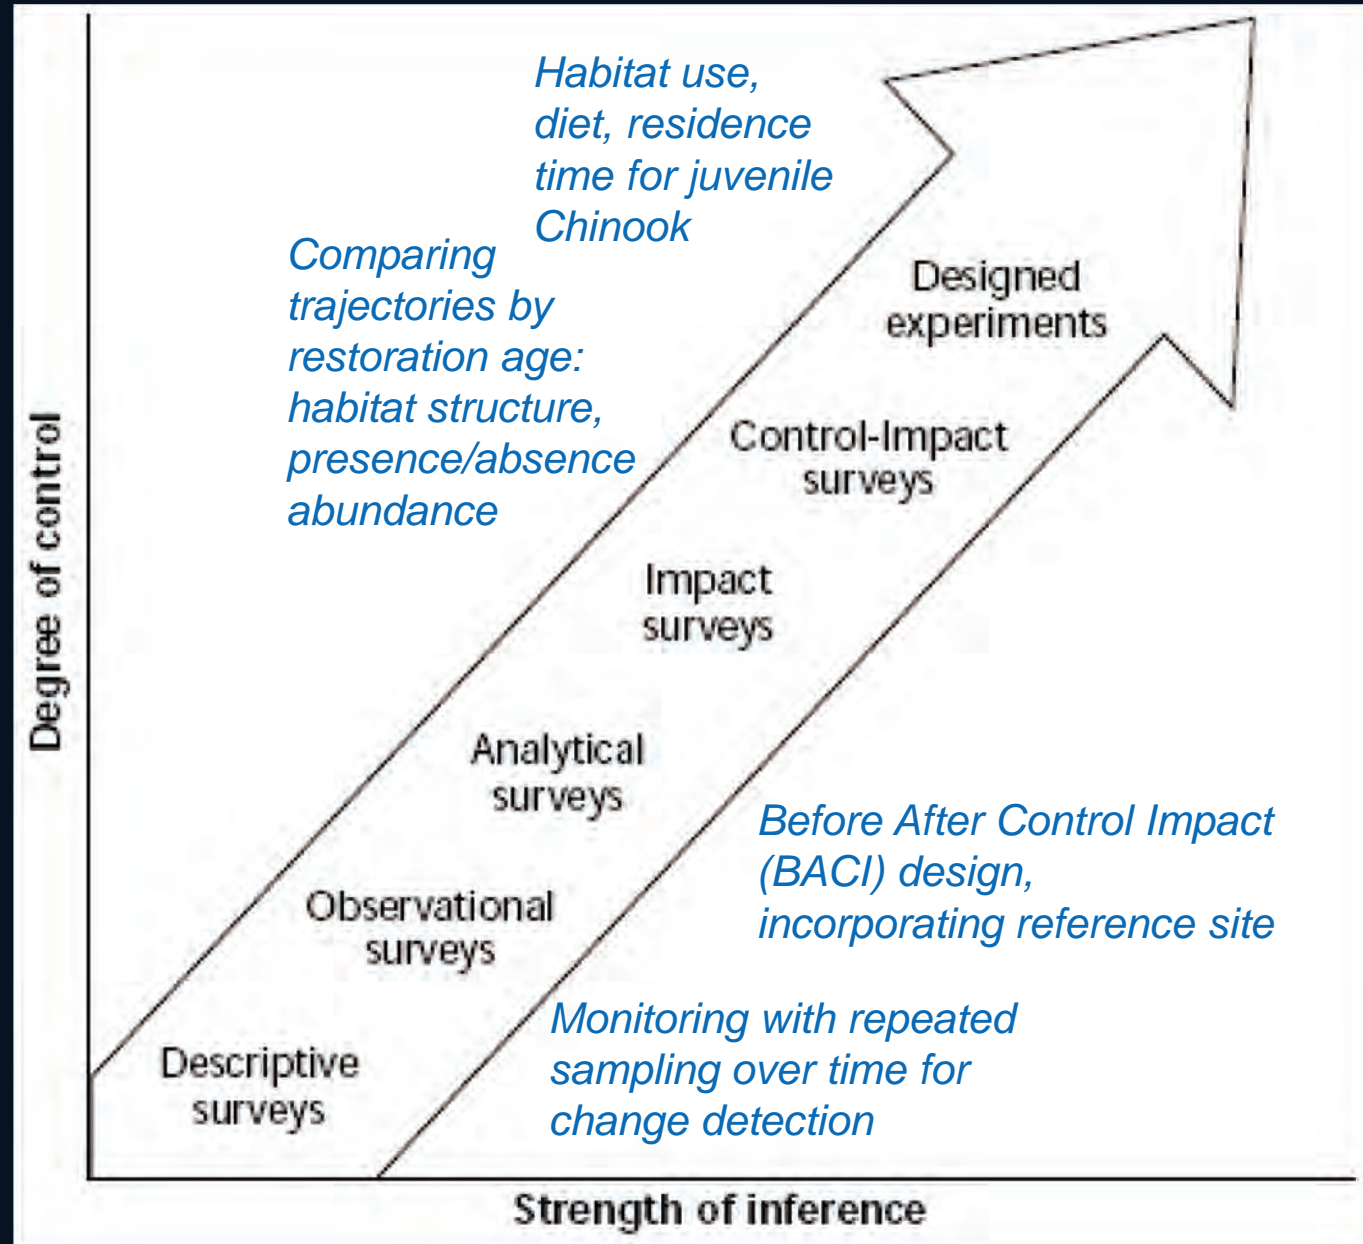 Habitat use,
diet, residence
time for juvenile
Chinook
Comparing
trajectories by
restoration age:
habitat structure,
presence/absence
abundance
Designed
experiments
Control-Impact
surveys
Impact
surveys
Analytical
surveys
Observational
surveys
Descriptive
surveys
Before After Control Impact
(BACI) design,
incorporating reference site
Monitoring with repeated
sampling over time for
change detection
Degree of control
Strength of inference